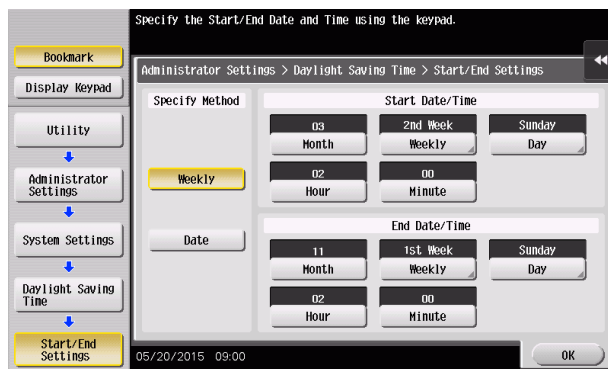 Specify the Start/End Date and Time using the keypad.
Bookmark
Display Keypad
Utility
Administrator
Settings
System Settings
Daylight Saving
Time
Start/End
Settings
Administrator Settings > Daylight Saving Time > Start/End Settings
Specify Method
Weekly
Date
Start Date/Time
03 2nd Week Sunday
Month Weekly Day
02 00
Hour Minute
End Date/Time
11 1st Week Sunday
Month Weekly Day
02 00
Hour Minute
05/20/2015 09:00
OK